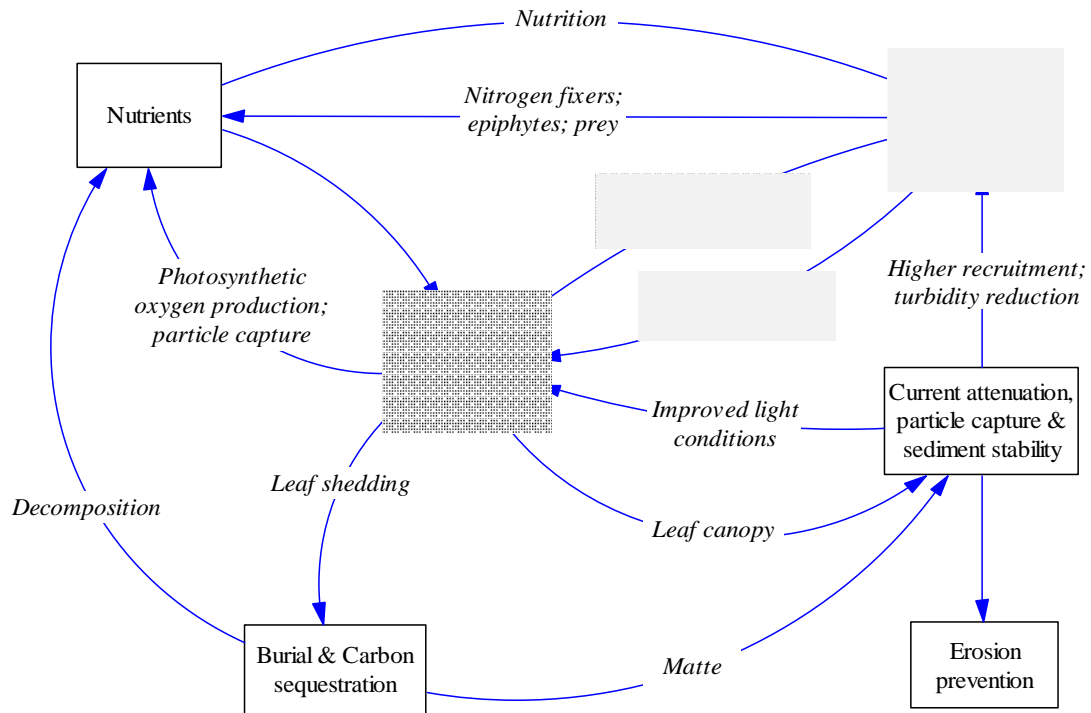 Nutrition
Nutrients
Nitrogen fixers;
epiphytes; prey
Photosynthetic
oxygen production;
particle capture
Higher recruitment;
turbidity reduction
Current attenuation,
particle capture &
sediment stability
Improved light
conditions
Leaf shedding
Decomposition
Leaf canopy
Burial & Carbon
sequestration
Matte
Erosion
prevention